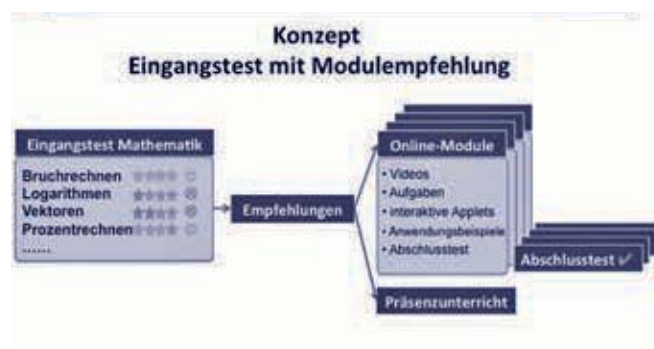 Konzept
Eingangstest mit Modulempfehlung
Eingangstest Mathematik
Bruchrechnen
Logarithmen
Vektoren
Prozentrechnen
......
Empfehlungen
Online-Module
• Videos
• Aufgaben
• interaktive Applets
• Anwendungsbeispiele
• Abschlusstest
Abschlusstest ✓
Präsenzunterricht